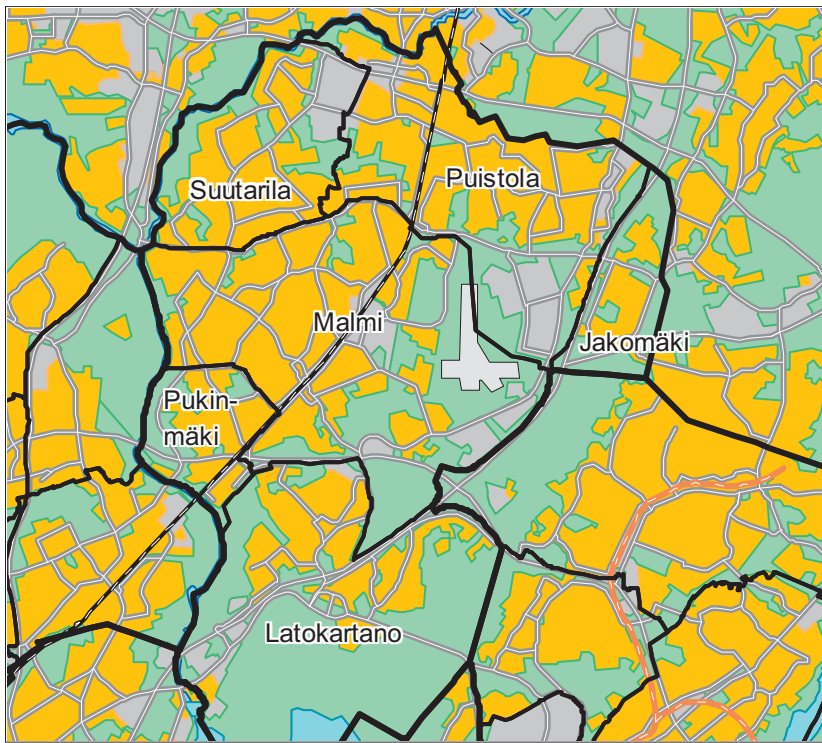 Suutarila
Puistola
Malmi
Jakomäki
Pukin-
mäki
Latokartano